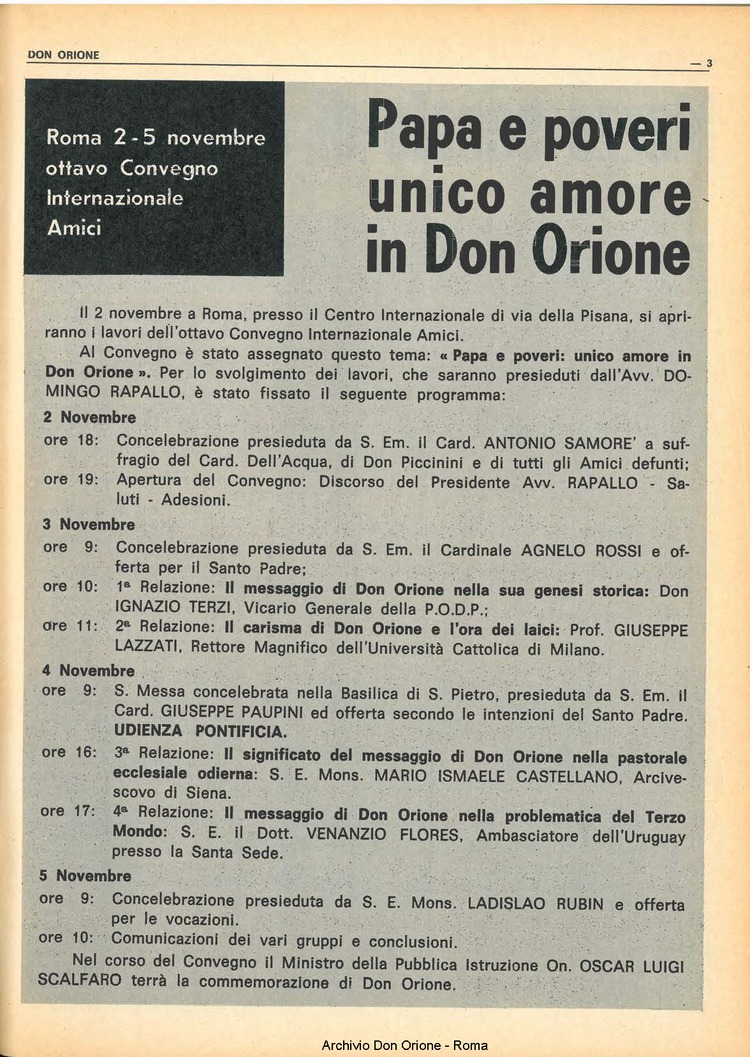 DON ORIONE
— 3
Roma 2 - 5 novembre
ottavo Convegno
Internazionale
Amici
Papa e poveri
unico amore
in Don Orione
Il 2 novembre a Roma, presso il Centro Internazionale di via della Pisana, si apri-
ranno i lavori dell'ottavo Convegno Internazionale Amici.
Al Convegno è stato assegnato questo tema: « Papa e poveri: unico amore in
Don Orione ». Per lo svolgimento dei lavori, che saranno presieduti dall'Avv. DO-
MINGO RAPALLO, è stato fissato il seguente programma:
2 Novembre
ore 18: Concelebrazione presieduta da S. Em. il Card. ANTONIO SAMORE' a suf-
fragio del Card. Dell'Acqua, di Don Piccinini e di tutti gli Amici defunti;
ore 19: Apertura del Convegno: Discorso del Presidente Avv. RAPALLO - Sa-
luti - Adesioni.
3 Novembre
ore 9: Concelebrazione presieduta da S. Em. il Cardinale AGNELO ROSSI e of-
ferta per il Santo Padre;
ore 10: 1ª Relazione: Il messaggio di Don Orione nella sua genesi storica: Don
IGNAZIO TERZI, Vicario Generale della P.O.D.P.;
ore 11: 2ª Relazione: Il carisma di Don Orione e l'ora dei laici: Prof. GIUSEPPE
LAZZATI, Rettore Magnifico dell'Università Cattolica di Milano.
4 Novembre
ore 9: S. Messa concelebrata nella Basilica di S. Pietro, presieduta da S. Em. il
Card. GIUSEPPE PAUPINI ed offerta secondo le intenzioni del Santo Padre.
UDIENZA PONTIFICIA.
ore 16: 3ª Relazione: Il significato del messaggio di Don Orione nella pastorale
ecclesiale odierna: S. E. Mons. MARIO ISMAELE CASTELLANO, Arcive-
scovo di Siena.
ore 17: 4ª Relazione: Il messaggio di Don Orione nella problematica del Terzo
Mondo: S. E. il Dott. VENANZIO FLORES, Ambasciatore dell'Uruguay
presso la Santa Sede.
5 Novembre
ore 9: Concelebrazione presieduta da S. E. Mons. LADISLAO RUBIN e offerta
per le vocazioni.
ore 10: Comunicazioni dei vari gruppi e conclusioni.
Nel corso del Convegno il Ministro della Pubblica Istruzione On. OSCAR LUIGI
SCALFARO terrà la commemorazione di Don Orione.
Archivio Don Orione - Roma